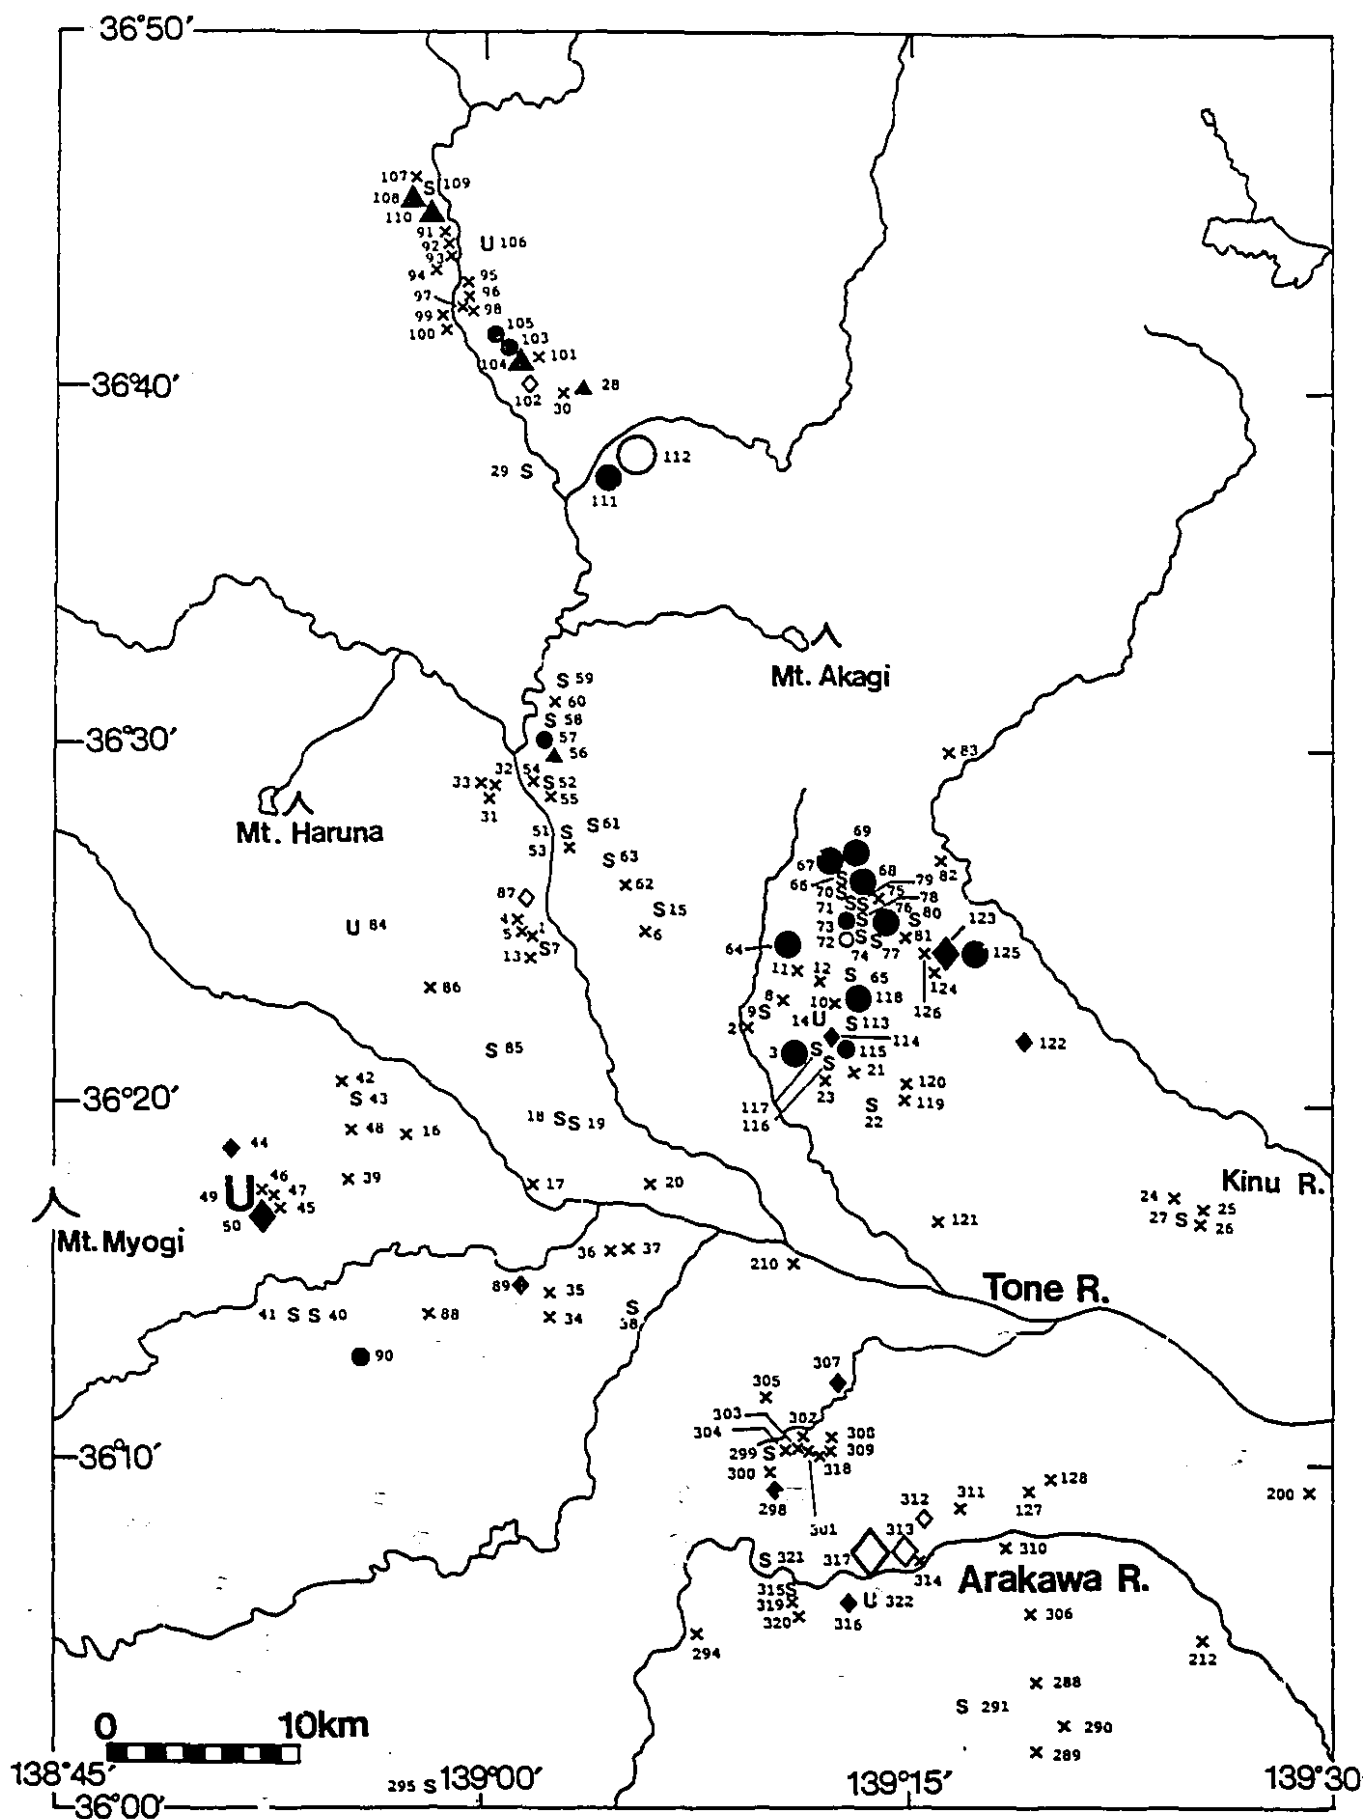 36°50′
107 S 109
108
110
91
92 U 106
93
94
95
96
97
98
99
100
105
103
104 101
36°40′
102
30
28
29 S
112
111
Mt. Akagi
S 59
60
S 58
36°30′
57
56
83
33 32
31
54
S 52
55
Mt. Haruna
51 S
53
S 61
S 63
62
69
67
66 S
68
79
82
70 S
75
78
71 S S
87
4
5 1
S 7
13
S 15
6
U 84
73
S
76
S 80
123
72 S S
74 77
81
64
125
124
126
11 12
S 65
86
8
9 S
10
118
2
14 U
S 113
114
3
S
115
122
S 85
S
21
23
120
119
117
116
S
22
36°20′
42
S 43
18 S S 19
48
16
44
39
49 U 46
47
45
50
17
20
Kinu R.
24
25
27 S
26
Mt. Myogi
121
36 37
210
Tone R.
89
35
34
S
38
41 S S 40
88
90
307
305
303
302
304
308
309
299 S
318
36°10′
300
298
301
128
127
200
311
312
313
317
314
310
S 321
Arakawa R.
315 S
319
320
316
U 322
306
294
212
288
S 291
290
289
0 10km
138°45′ 139°00′ 139°15′ 139°30′
295 S
36°00′